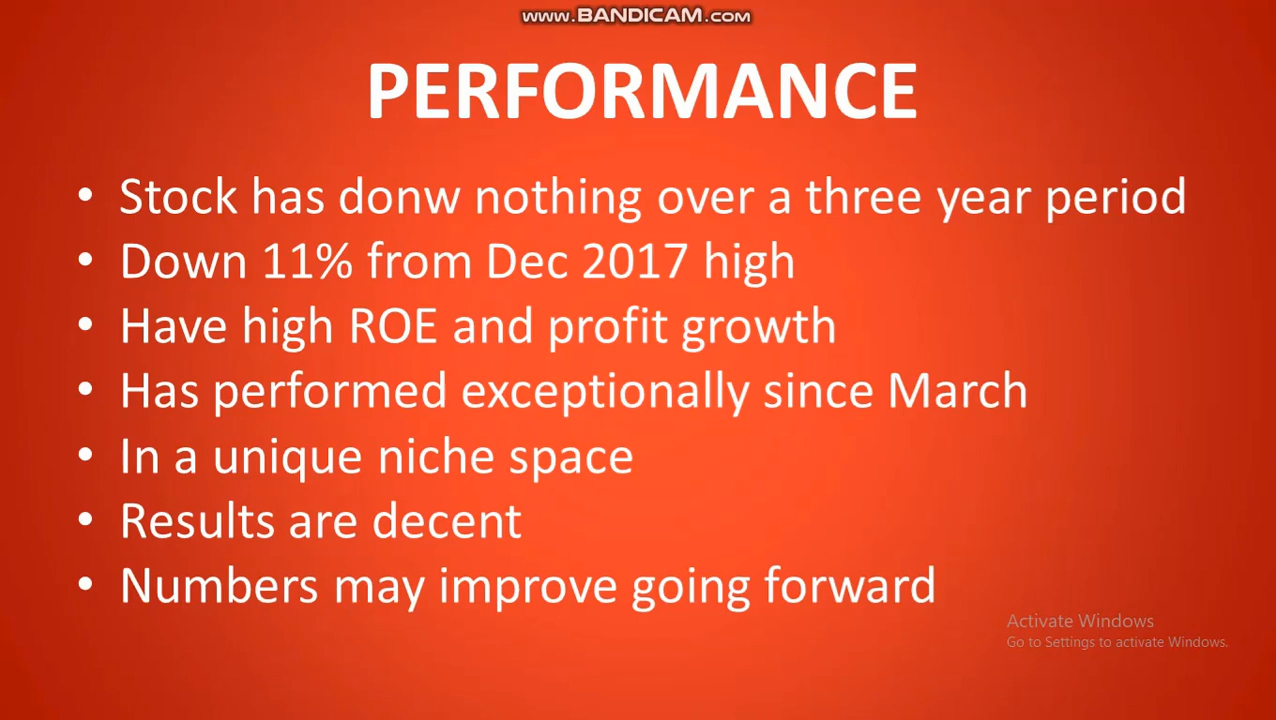 www.BANDICAM.com
PERFORMANCE
• Stock has donw nothing over a three year period
• Down 11% from Dec 2017 high
• Have high ROE and profit growth
• Has performed exceptionally since March
• In a unique niche space
• Results are decent
• Numbers may improve going forward
Activate Windows
Go to Settings to activate Windows.